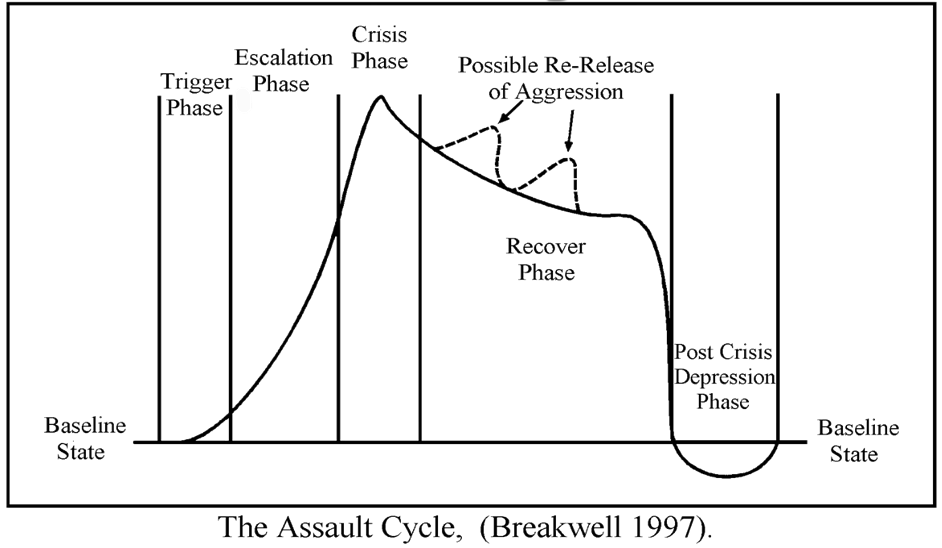 Crisis
Phase
Escalation
Phase
Trigger
Phase
Possible Re-Release
of Aggression
Recover
Phase
Post Crisis
Depression
Phase
Baseline
State
Baseline
State
The Assault Cycle,  (Breakwell 1997).